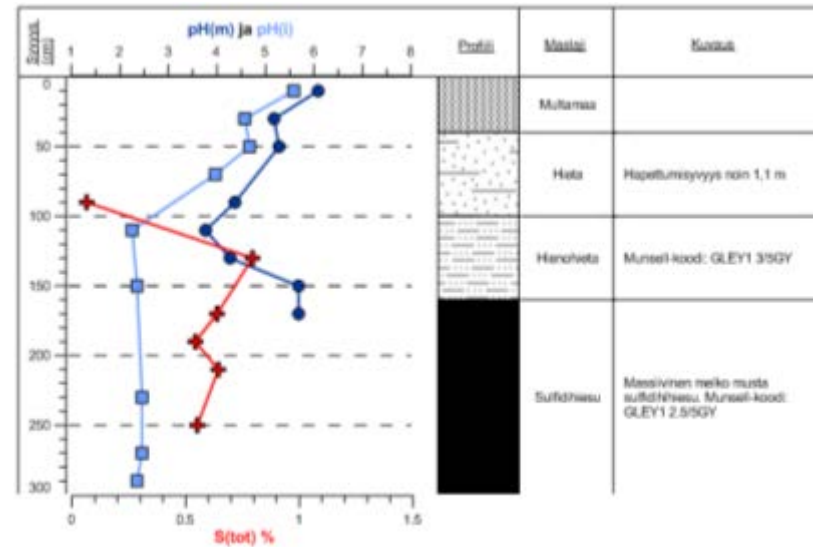 Syvyys (cm)
pH(m) ja pH(i)
1 2 3 4 5 6 7 8
Profiili
Maalaji
Kuvaus
0
50
100
150
200
250
300
Multamaa
Hieta
Hapettumisyvyys noin 1,1 m
Hienohieta
Munsell-koodi: GLEY1 3/5GY
Sulfidihiesu
Massiivinen melko musta
sulfidihihiesu. Munsell-koodi:
GLEY1 2.5/5GY
0 0.5 1 1.5
S(tot) %